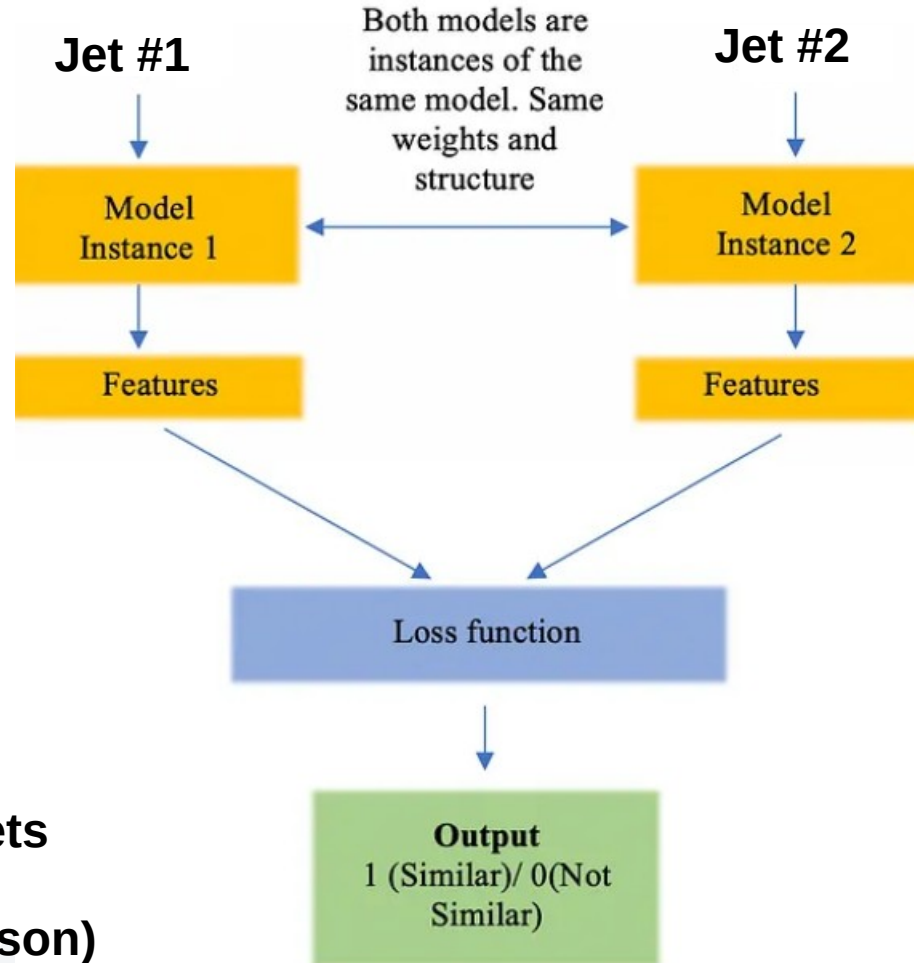 Jet #1
Both models are
instances of the
same model. Same
weights and
structure
Jet #2
Model
Instance 1
Model
Instance 2
Features
Features
Loss function
Output
1 (Similar)/ 0(Not
Similar)
ets
son)